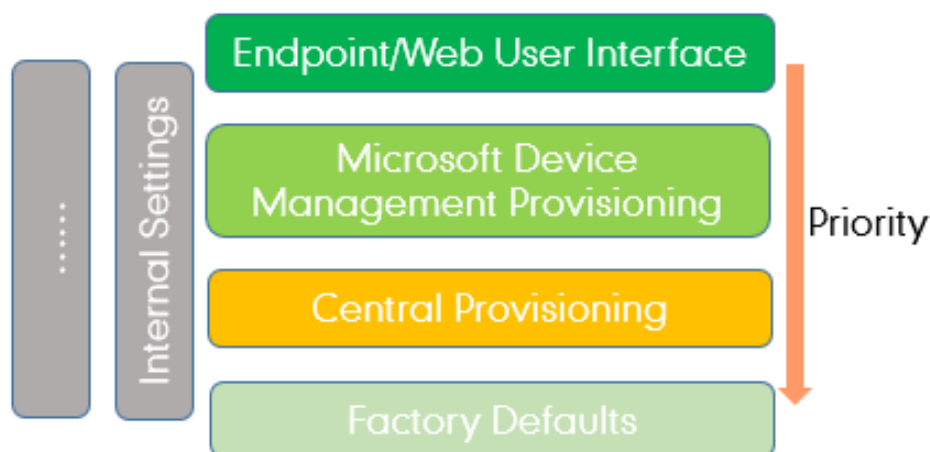 Endpoint/Web User Interface
......
Internal Settings
Microsoft Device
Management Provisioning
Priority
Central Provisioning
Factory Defaults